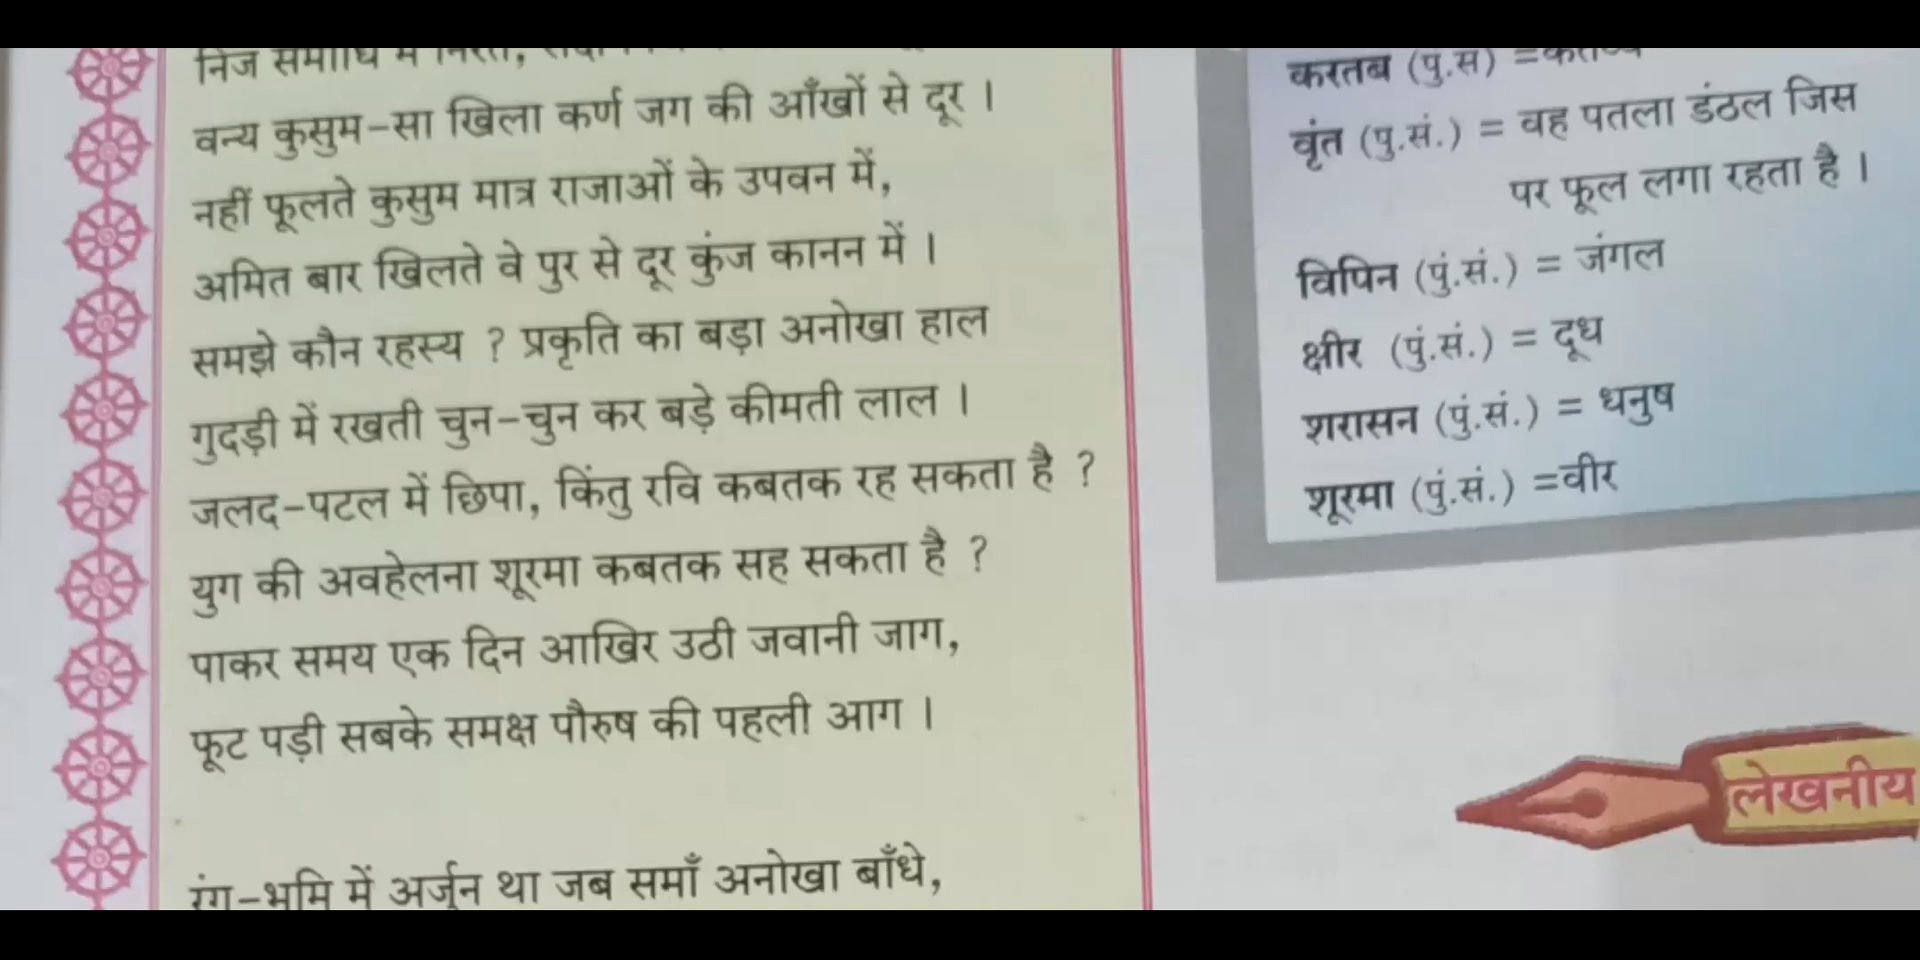 निज समाधि में निरत,
वन्य कुसुम-सा खिला कर्ण जग की आँखों से दूर ।
नहीं फूलते कुसुम मात्र राजाओं के उपवन में,
अमित बार खिलते वे पुर से दूर कुंज कानन में ।
समझे कौन रहस्य ? प्रकृति का बड़ा अनोखा हाल
गुदड़ी में रखती चुन-चुन कर बड़े कीमती लाल ।
जलद-पटल में छिपा, किंतु रवि कबतक रह सकता है ?
युग की अवहेलना शूरमा कबतक सह सकता है ?
पाकर समय एक दिन आखिर उठी जवानी जाग,
फूट पड़ी सबके समक्ष पौरुष की पहली आग ।
रंग-भूमि में अर्जुन था जब समाँ अनोखा बाँधे,
करतब (पु.स) =
वृंत (पु.सं.) = वह पतला डंठल जिस
पर फूल लगा रहता है ।
विपिन (पुं.सं.) = जंगल
क्षीर (पुं.सं.) = दूध
शरासन (पुं.सं.) = धनुष
शूरमा (पुं.सं.) =वीर
लेखनीय